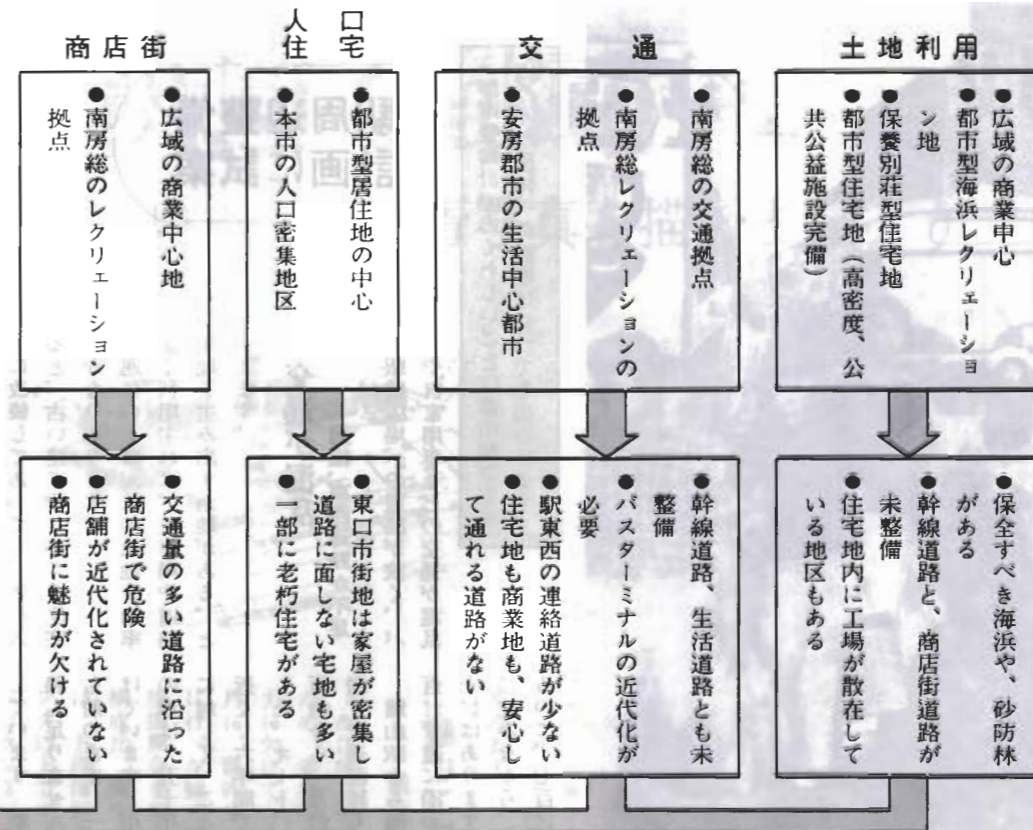 土地利用
●広域の商業中心
●都市型海浜レクリェーショ
ン地
●保養別荘型住宅地
●都市型住宅地（高密度、公
共公益施設完備）
●保全すべき海浜や、砂防林
がある
●幹線道路と、商店街道路が
未整備
●住宅地内に工場が散在して
いる地区もある
交通
●南房総の交通拠点
●南房総レクリェーションの
拠点
●安房郡市の生活中心都市
●幹線道路、生活道路とも未
整備
●バスターミナルの近代化が
必要
●駅東西の連絡道路が少ない
●住宅地も商業地も、安心し
て通れる道路がない
人口
住宅
●都市型居住地の中心
●本市の人口密集地区
●東口市街地は家屋が密集し
道路に面しない宅地も多い
●一部に老朽住宅がある
商店街
●広域の商業中心地
●南房総のレクリェーション
拠点
●交通量の多い道路に沿った
商店街で危険
●店舗が近代化されていない
●商店街に魅力が欠ける